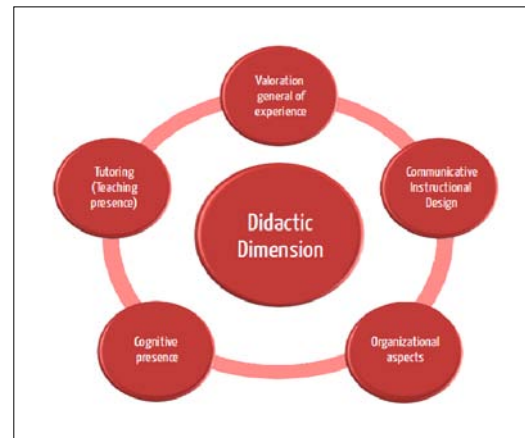 Valoration
general of
experience
Tutoring
(Teaching
presence)
Communicative
Instructional
Design
Didactic
Dimension
Cognitive
presence
Organizational
aspects